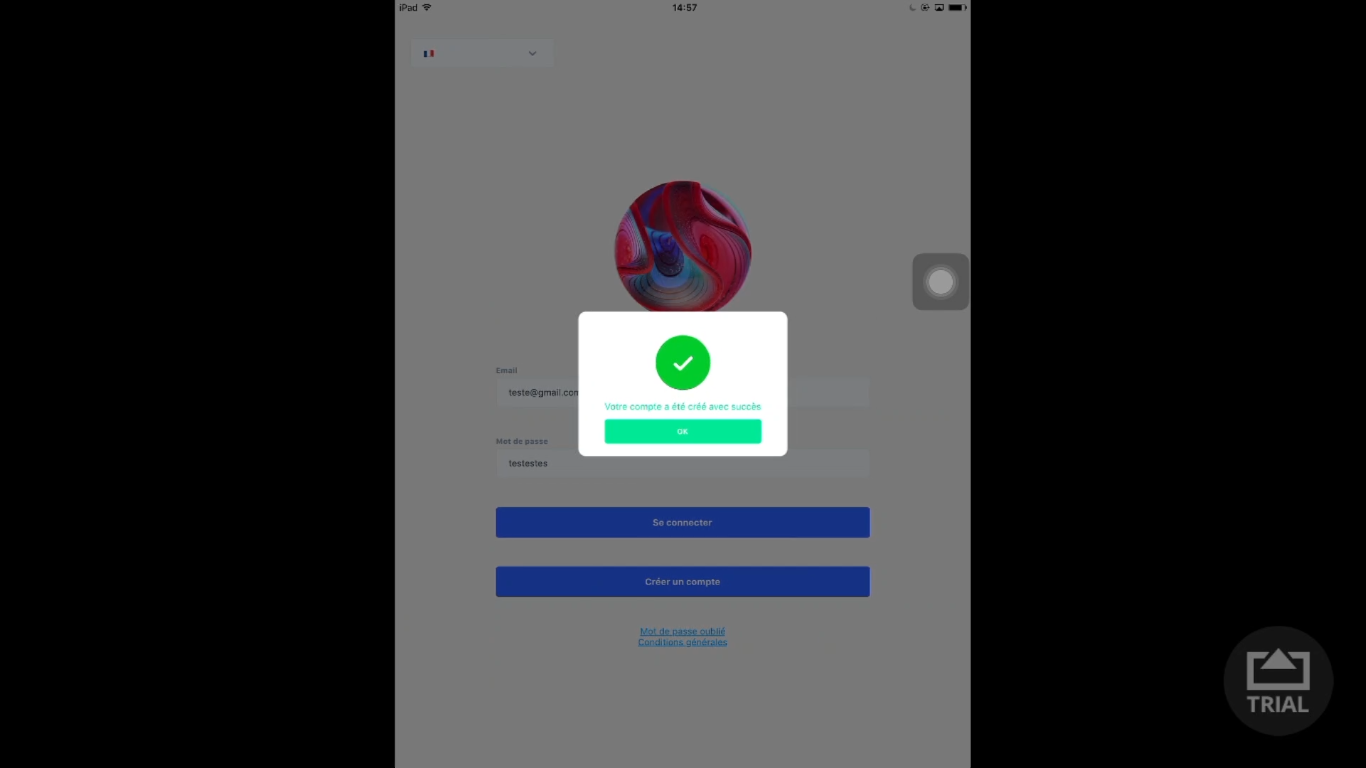 iPad
14:57
Email
teste@gmail.com
Votre compte a été créé avec succès
OK
Mot de passe
testestes
Se connecter
Créer un compte
Mot de passe oublié
Conditions générales
TRIAL